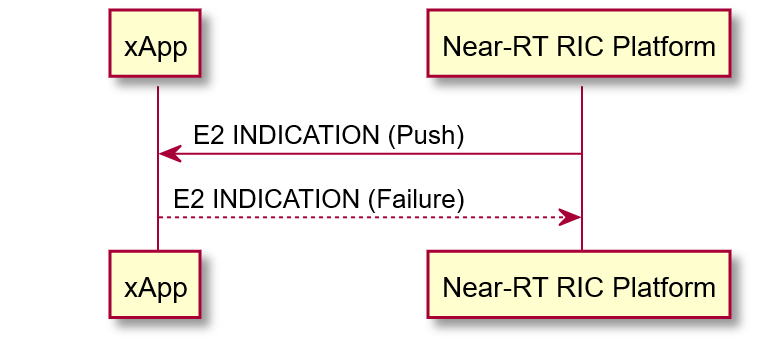 xApp
Near-RT RIC Platform
E2 INDICATION (Push)
E2 INDICATION (Failure)
xApp
Near-RT RIC Platform